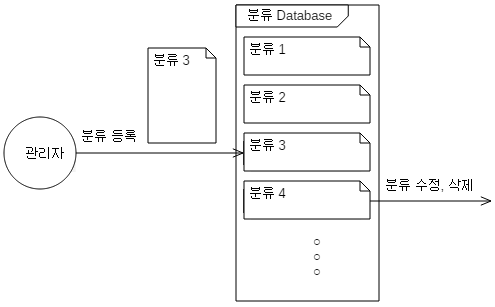 분류 Database
분류 1
분류 3
분류 2
분류 등록
분류 3
관리자
분류 4
분류 수정, 삭제